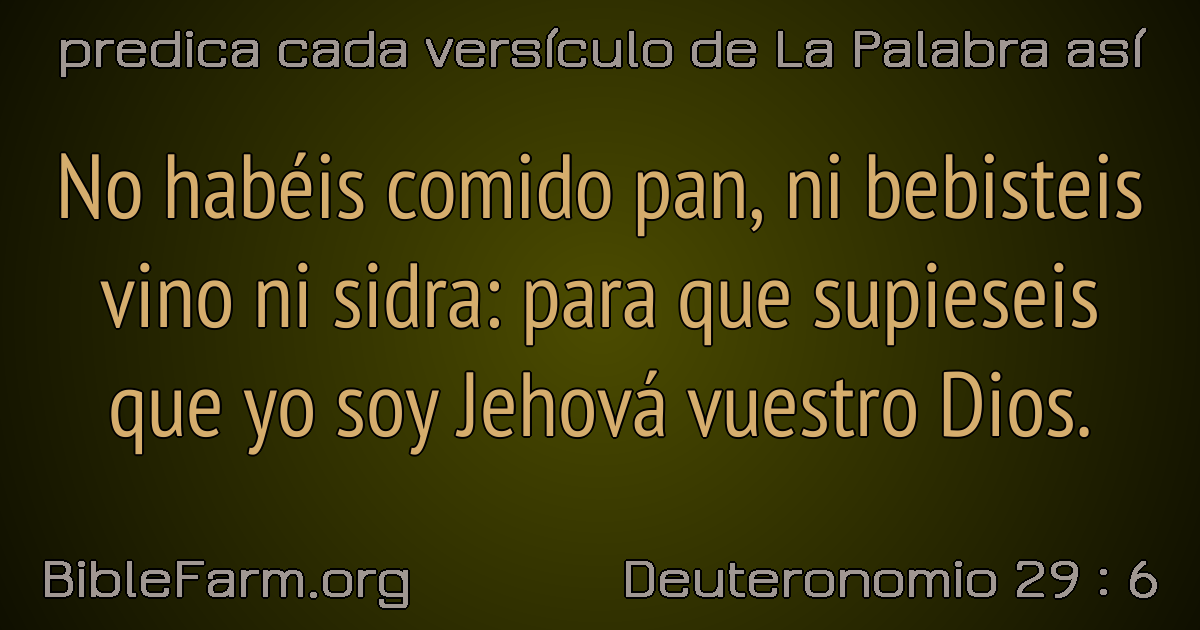 predica cada versículo de La Palabra así
No habéis comido pan, ni bebisteis
vino ni sidra: para que supieseis
que yo soy Jehová vuestro Dios.
BibleFarm.org
Deuteronomio 29 : 6